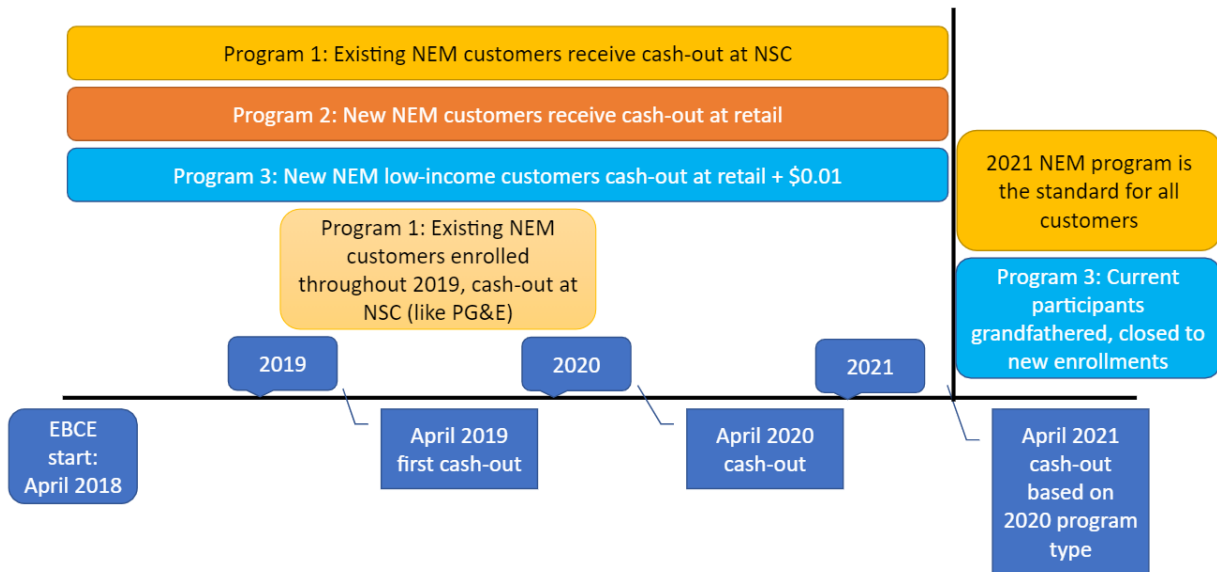 Program 1: Existing NEM customers receive cash-out at NSC
Program 2: New NEM customers receive cash-out at retail
Program 3: New NEM low-income customers cash-out at retail + $0.01
2021 NEM program is
the standard for all
customers
Program 1: Existing NEM
customers enrolled
throughout 2019, cash-out at
NSC (like PG&E)
Program 3: Current
participants
grandfathered, closed to
new enrollments
2019
2020
2021
EBCE
start:
April 2018
April 2019
first cash-out
April 2020
cash-out
April 2021
cash-out
based on
2020 program
type